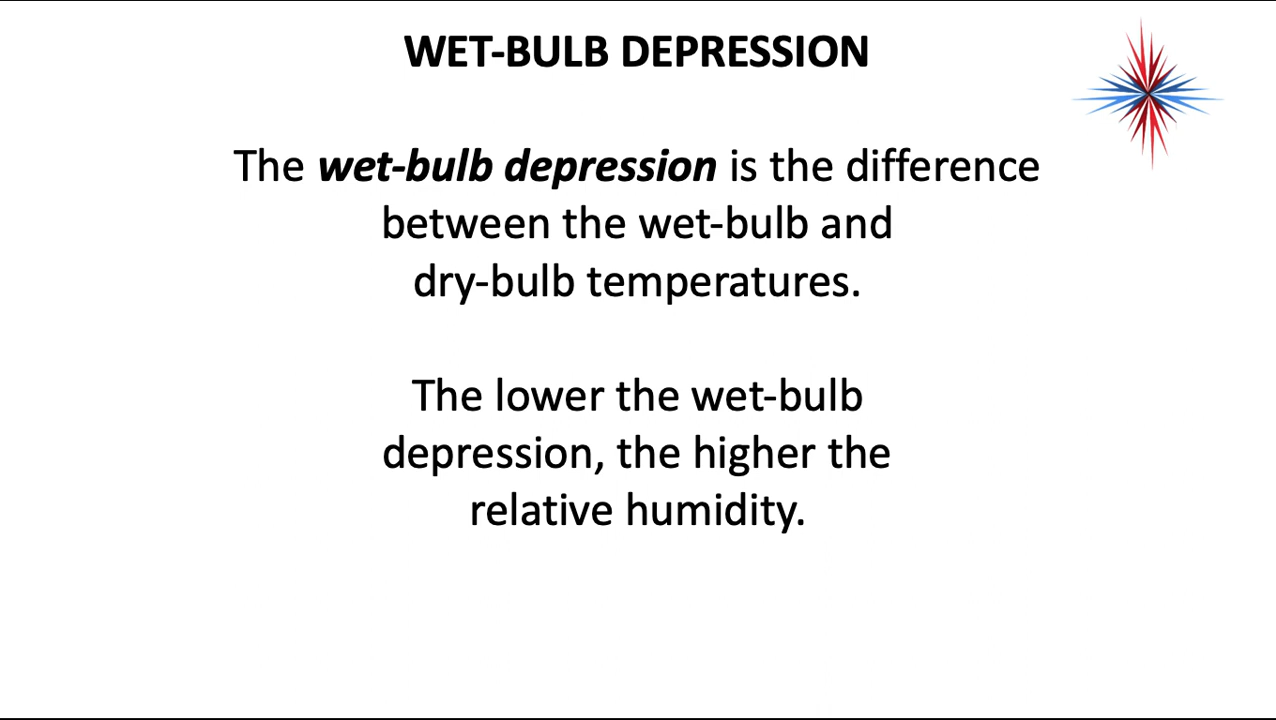 WET-BULB DEPRESSION
The wet-bulb depression is the difference
between the wet-bulb and
dry-bulb temperatures.
The lower the wet-bulb
depression, the higher the
relative humidity.